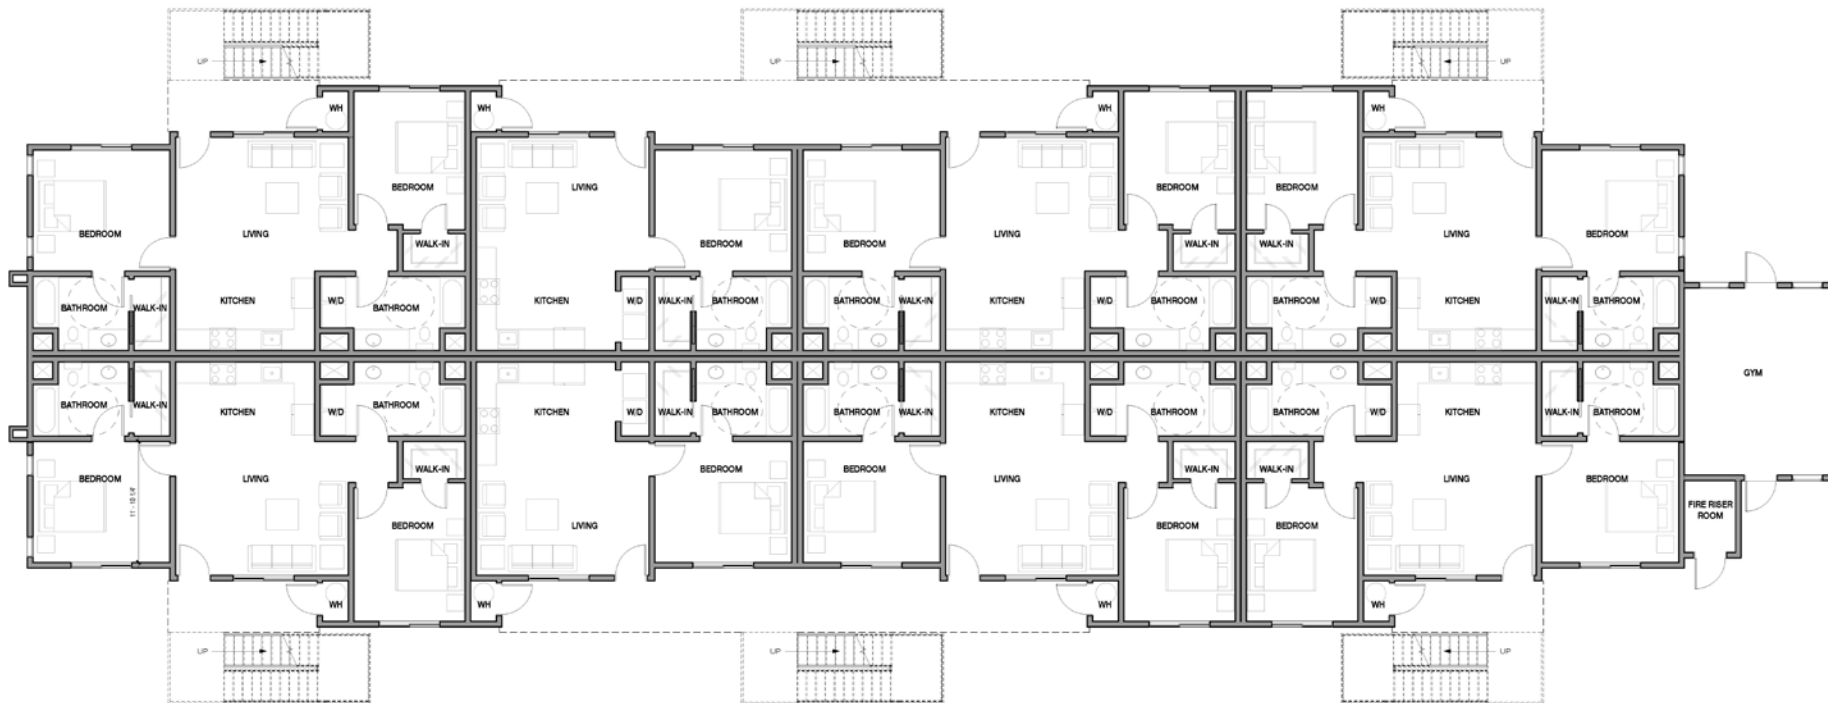 UP
UP
UP
WH
WH
WH
WH
BEDROOM
LIVING
BEDROOM
BEDROOM
LIVING
BEDROOM
WALK-IN
BEDROOM
BEDROOM
LIVING
WALK-IN
WALK-IN
LIVING
BEDROOM
BATHROOM
WALK-IN
KITCHEN
W/D
BATHROOM
KITCHEN
W/D
WALK-IN
BATHROOM
BATHROOM
WALK-IN
KITCHEN
W/D
BATHROOM
BATHROOM
W/D
KITCHEN
WALK-IN
BATHROOM
GYM
BATHROOM
WALK-IN
KITCHEN
W/D
BATHROOM
KITCHEN
W/D
WALK-IN
BATHROOM
BATHROOM
WALK-IN
KITCHEN
W/D
BATHROOM
BATHROOM
W/D
KITCHEN
WALK-IN
BATHROOM
BEDROOM
11' - 10 1/4"
LIVING
WALK-IN
BEDROOM
BEDROOM
LIVING
WALK-IN
WALK-IN
LIVING
BEDROOM
BEDROOM
LIVING
BEDROOM
BEDROOM
FIRE RISER
ROOM
WH
WH
WH
WH
UP
UP
UP